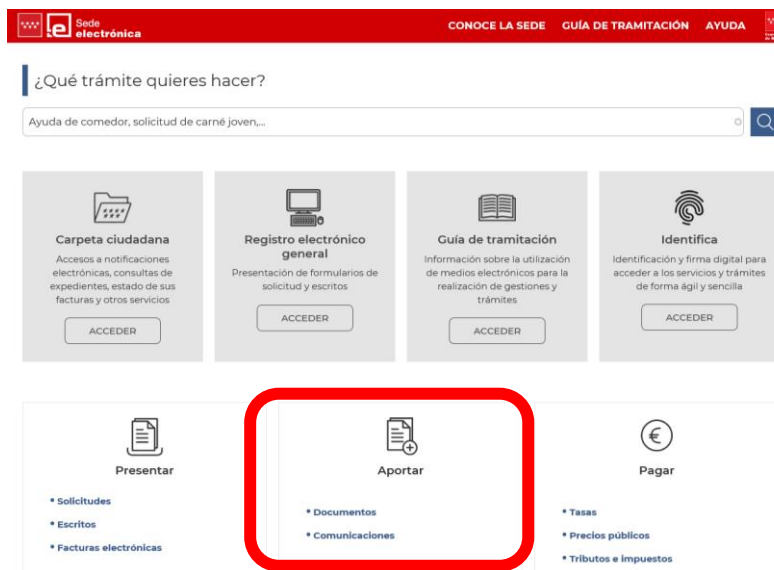 Sede
electrónica
CONOCE LA SEDE GUÍA DE TRAMITACIÓN AYUDA
¿Qué trámite quieres hacer?
Ayuda de comedor, solicitud de carné joven,...
Carpeta ciudadana
Accesos a notificaciones
electrónicas, consultas de
expedientes, estado de sus
facturas y otros servicios
ACCEDER
Registro electrónico
general
Presentación de formularios de
solicitud y escritos
ACCEDER
Guía de tramitación
Información sobre la utilización
de medios electrónicos para la
realización de gestiones y
trámites
ACCEDER
Identifica
Identificación y firma digital para
acceder a los servicios y trámites
de forma ágil y sencilla
ACCEDER
Presentar
• Solicitudes
• Escritos
• Facturas electrónicas
Aportar
• Documentos
• Comunicaciones
Pagar
• Tasas
• Precios públicos
• Tributos e impuestos